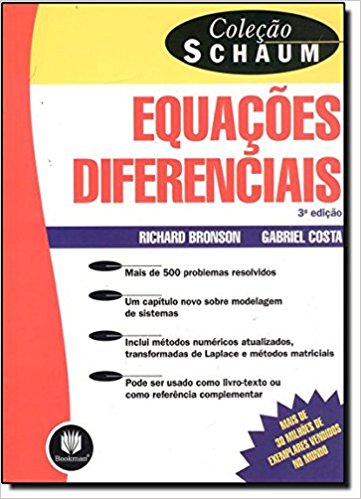 Coleção
SCHAUM
EQUAÇÕES
DIFERENCIAIS
3ª edição
RICHARD BRONSON GABRIEL COSTA
Mais de 500 problemas resolvidos
Um capítulo novo sobre modelagem
de sistemas
Inclui métodos numéricos atualizados,
transformadas de Laplace e métodos matriciais
Pode ser usado como livro-texto ou
como referência complementar
Bookman
MAIS DE
30 MILHÕES DE
EXEMPLARES VENDIDOS
NO MUNDO